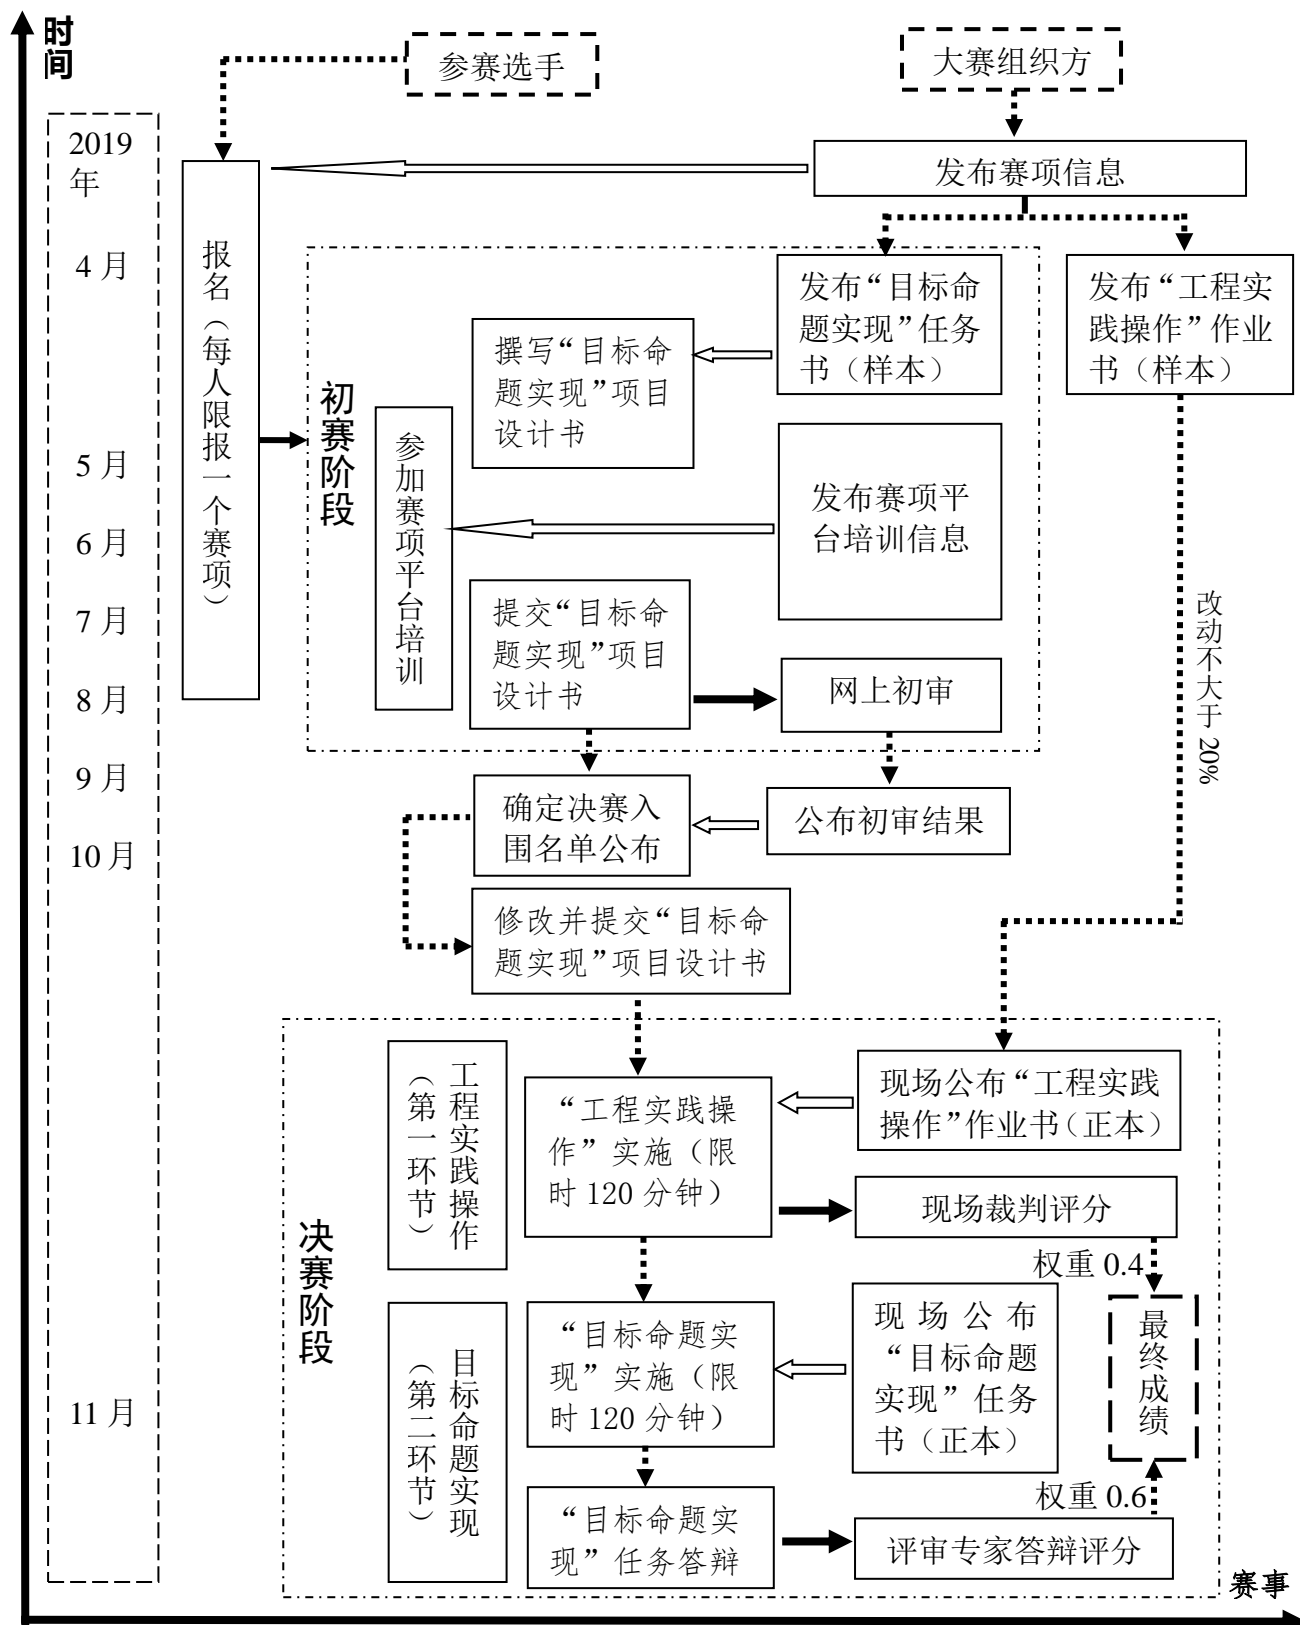 时
间
参赛选手
大赛组织方
2019
年
4 月
5 月
6 月
7 月
8 月
9 月
10 月
11 月
发布赛项信息
报名（每人限报一个赛项）
初赛阶段
发布“目标命
题实现”任务
书（样本）
发布“工程实
践操作”作业
书（样本）
撰写“目标命
题实现”项目
设计书
参加赛项平台培训
发布赛项平
台培训信息
提交“目标命
题实现”项目
设计书
网上初审
改动不大于 20%
确定决赛入
围名单公布
公布初审结果
修改并提交“目标命
题实现”项目设计书
决赛阶段
工程实践操作
（第一环节）
“工程实践操
作”实施（限
时 120 分钟）
现场公布“工程实践
操作”作业书（正本）
现场裁判评分
权重 0.4
目标命题实现
（第二环节）
“目标命题实
现”实施（限
时 120 分钟）
现场公布
“目标命题
实现”任务
书（正本）
最终成绩
权重 0.6
“目标命题实
现”任务答辩
评审专家答辩评分
赛事